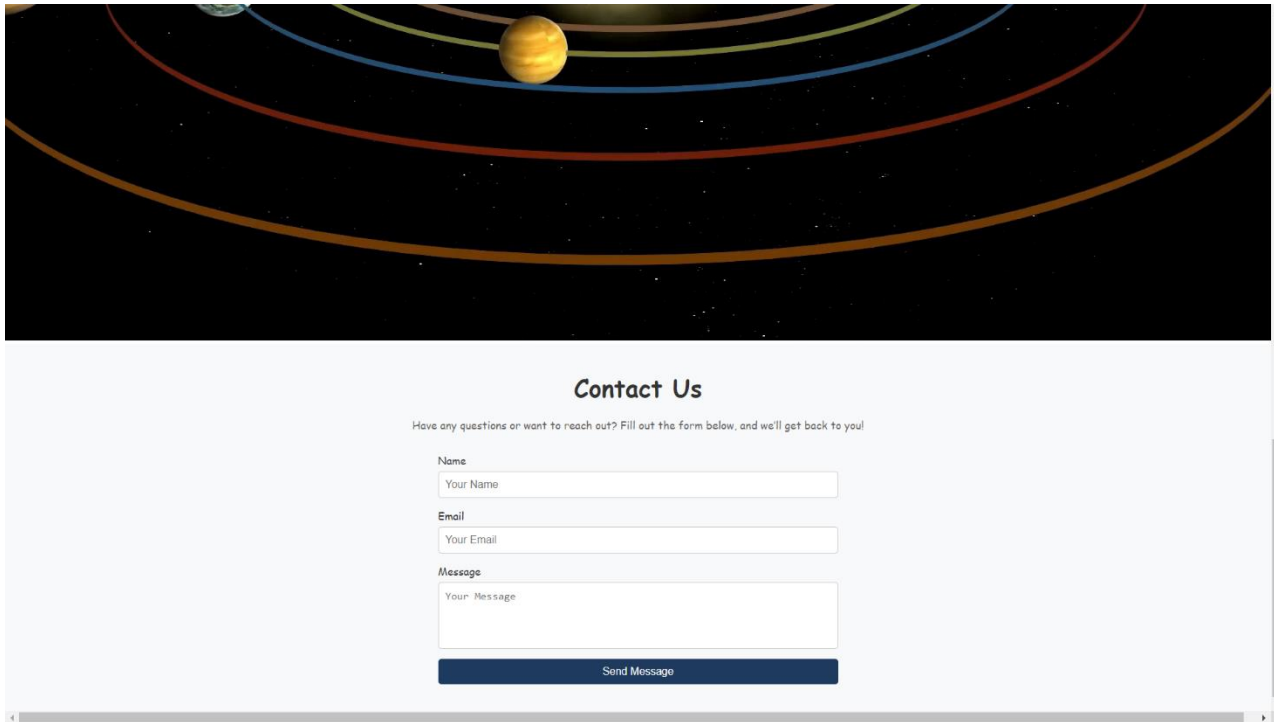 Contact Us
Have any questions or want to reach out? Fill out the form below, and we'll get back to you!
Name
Your Name
Email
Your Email
Message
Your Message
Send Message